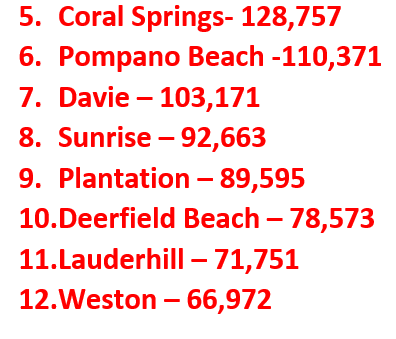 5. Coral Springs- 128,757
6. Pompano Beach -110,371
7. Davie – 103,171
8. Sunrise – 92,663
9. Plantation – 89,595
10.Deerfield Beach – 78,573
11.Lauderhill – 71,751
12.Weston – 66,972